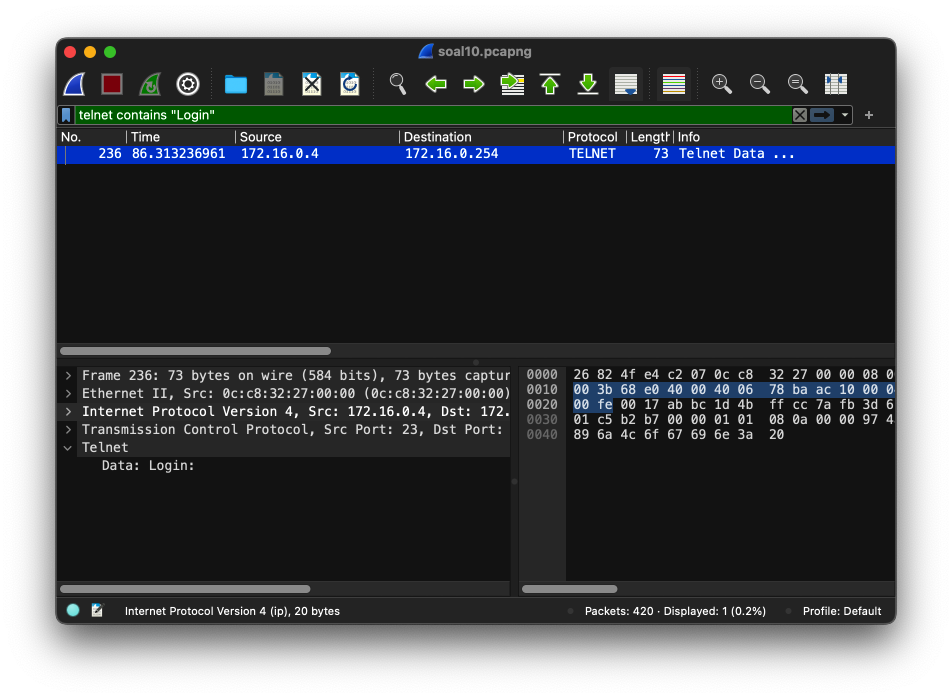 soal10.pcapng
telnet contains "Login"
No. Time Source Destination Protocol Length Info
236 86.313236961 172.16.0.4 172.16.0.254 TELNET 73 Telnet Data ...
Frame 236: 73 bytes on wire (584 bits), 73 bytes captur
Ethernet II, Src: 0c:c8:32:27:00:00 (0c:c8:32:27:00:00)
Internet Protocol Version 4, Src: 172.16.0.4, Dst: 172.
Transmission Control Protocol, Src Port: 23, Dst Port:
Telnet
Data: Login:
0000 26 82 4f e4 c2 07 0c c8 32 27 00 00 08 0
0010 00 3b 68 e0 40 00 40 06 78 ba ac 10 00 0
0020 00 fe 00 17 ab bc 1d 4b ff cc 7a fb 3d 6
0030 01 c5 b2 b7 00 00 01 01 08 0a 00 00 97 4
0040 89 6a 4c 6f 67 69 6e 3a 20
Internet Protocol Version 4 (ip), 20 bytes
Packets: 420 · Displayed: 1 (0.2%)
Profile: Default